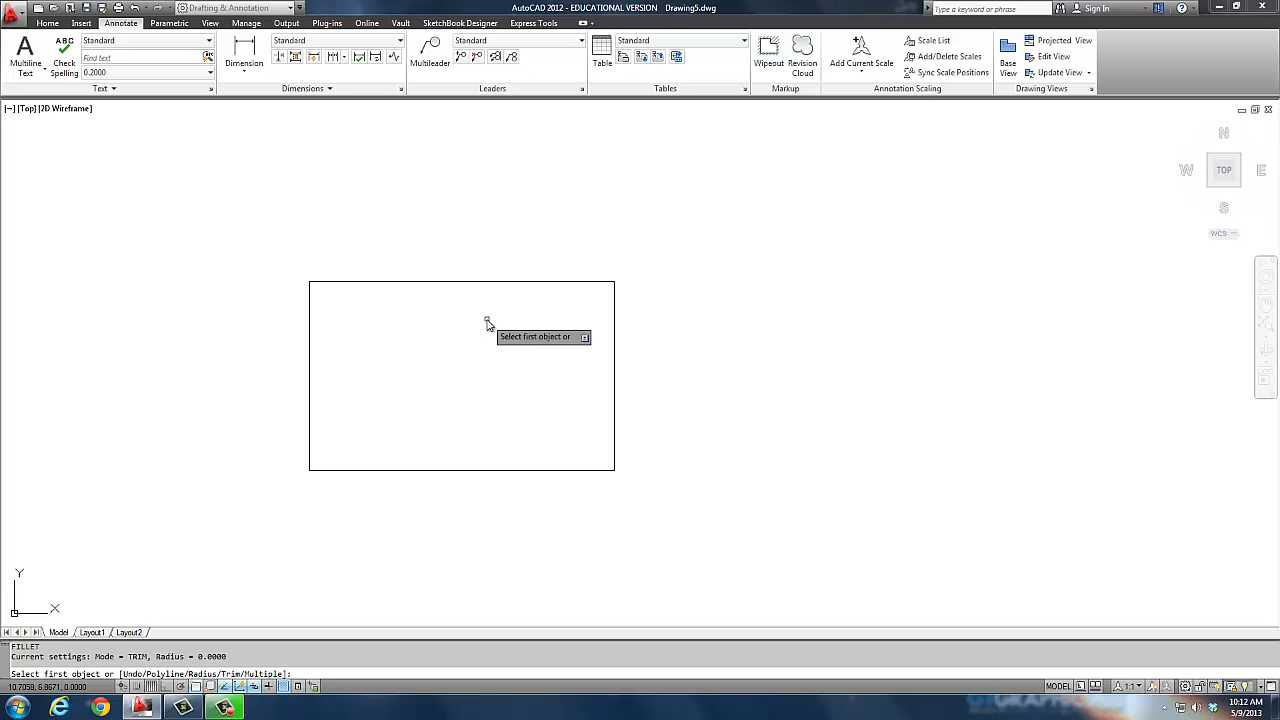 Drafting & Annotation
AutoCAD 2012 - EDUCATIONAL VERSION Drawing5.dwg
Type a keyword or phrase
Sign In
Home Insert Annotate Parametric View Manage Output Plug-ins Online Vault SketchBook Designer Express Tools
Multiline Text
ABC
Check Spelling
Standard
Find text
0.2000
Text
Dimension
Standard
Dimensions
Multileader
Standard
Leaders
Table
Standard
Tables
Wipeout
Revision Cloud
Markup
Add Current Scale
Scale List
Add/Delete Scales
Sync Scale Positions
Annotation Scaling
Base View
Projected View
Edit View
Update View
Drawing Views
[−] [Top] [2D Wireframe]
N
W TOP E
S
WCS
Select first object or
Y
X
Model Layout1 Layout2
FILLET
Current settings: Mode = TRIM, Radius = 0.0000
Select first object or [Undo/Polyline/Radius/Trim/Multiple]:
MODEL
1:1
10:12 AM
5/9/2013